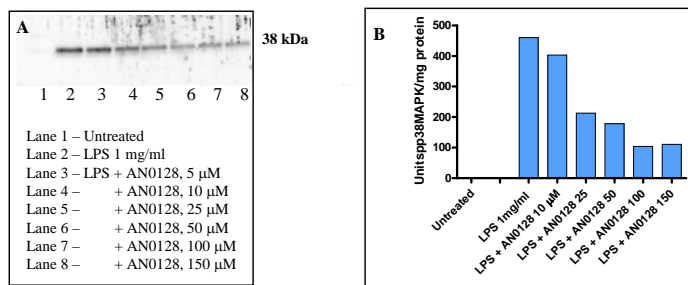 A
38 kDa
1 2 3 4 5 6 7 8
Lane 1 – Untreated
Lane 2 – LPS 1 mg/ml
Lane 3 – LPS + AN0128, 5 μM
Lane 4 – + AN0128, 10 μM
Lane 5 – + AN0128, 25 μM
Lane 6 – + AN0128, 50 μM
Lane 7 – + AN0128, 100 μM
Lane 8 – + AN0128, 150 μM
B
Unitspp38MAPK/mg protein
500
400
300
200
100
0
Untreated
LPS 1mg/ml
LPS + AN0128 10 μM
LPS + AN0128 25
LPS + AN0128 50
LPS + AN0128 100
LPS + AN0128 150